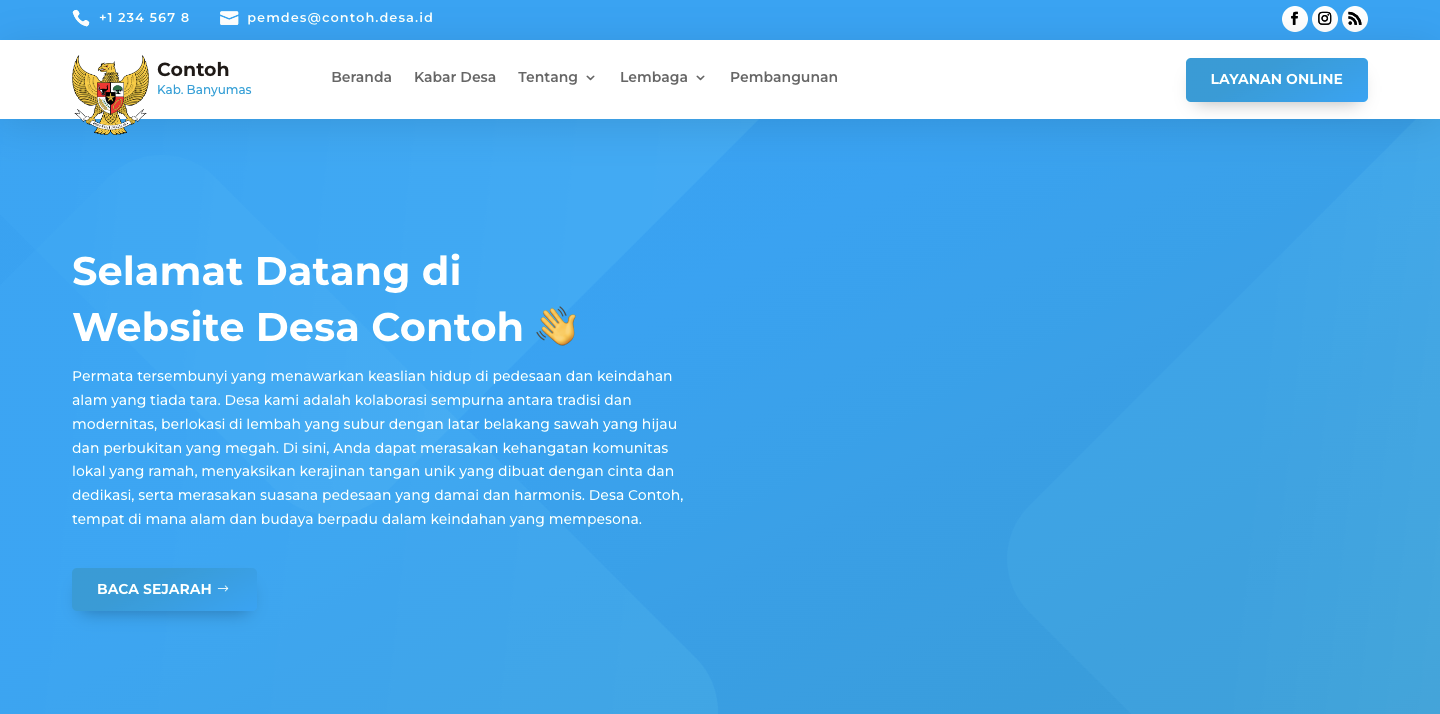 +1 234 567 8
pemdes@contoh.desa.id
Contoh
Kab. Banyumas
Beranda
Kabar Desa
Tentang
Lembaga
Pembangunan
LAYANAN ONLINE
Selamat Datang di
Website Desa Contoh 👋
Permata tersembunyi yang menawarkan keaslian hidup di pedesaan dan keindahan
alam yang tiada tara. Desa kami adalah kolaborasi sempurna antara tradisi dan
modernitas, berlokasi di lembah yang subur dengan latar belakang sawah yang hijau
dan perbukitan yang megah. Di sini, Anda dapat merasakan kehangatan komunitas
lokal yang ramah, menyaksikan kerajinan tangan unik yang dibuat dengan cinta dan
dedikasi, serta merasakan suasana pedesaan yang damai dan harmonis. Desa Contoh,
tempat di mana alam dan budaya berpadu dalam keindahan yang mempesona.
BACA SEJARAH →